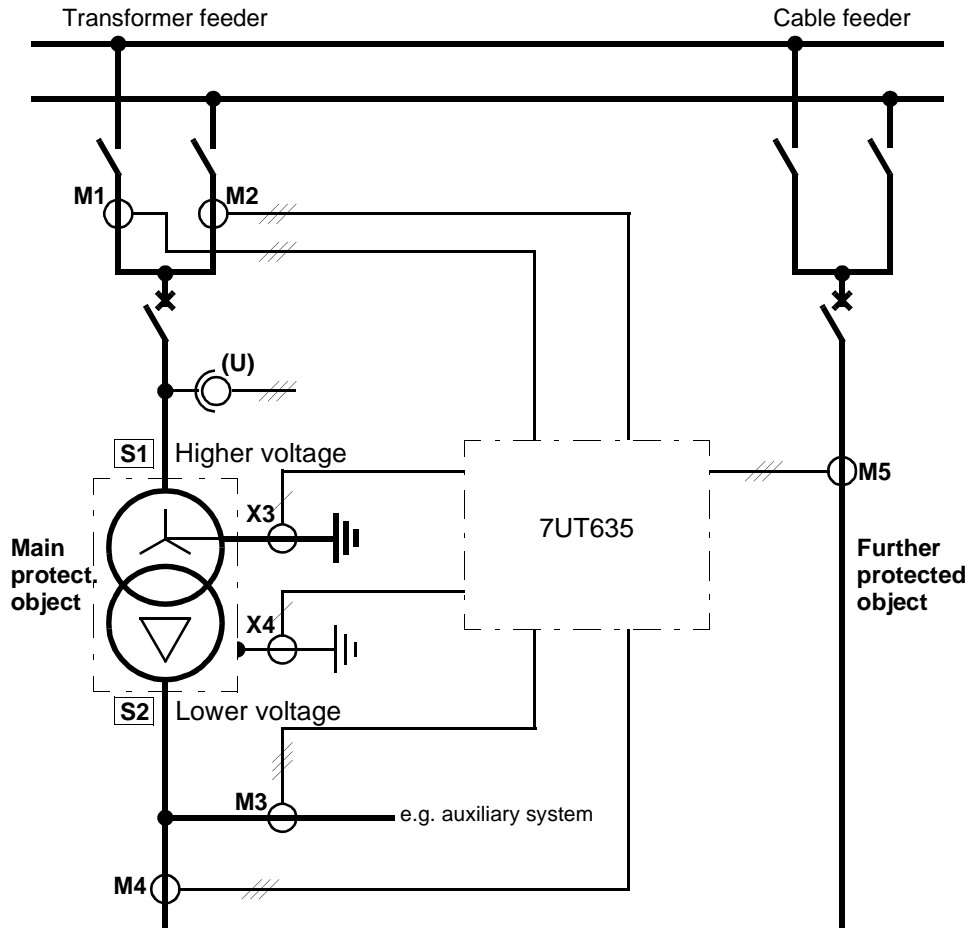 Transformer feeder
Cable feeder
M1
M2
(U)
S1 Higher voltage
X3
7UT635
M5
Main
protect.
object
Further
protected
object
X4
S2 Lower voltage
M3
e.g. auxiliary system
M4